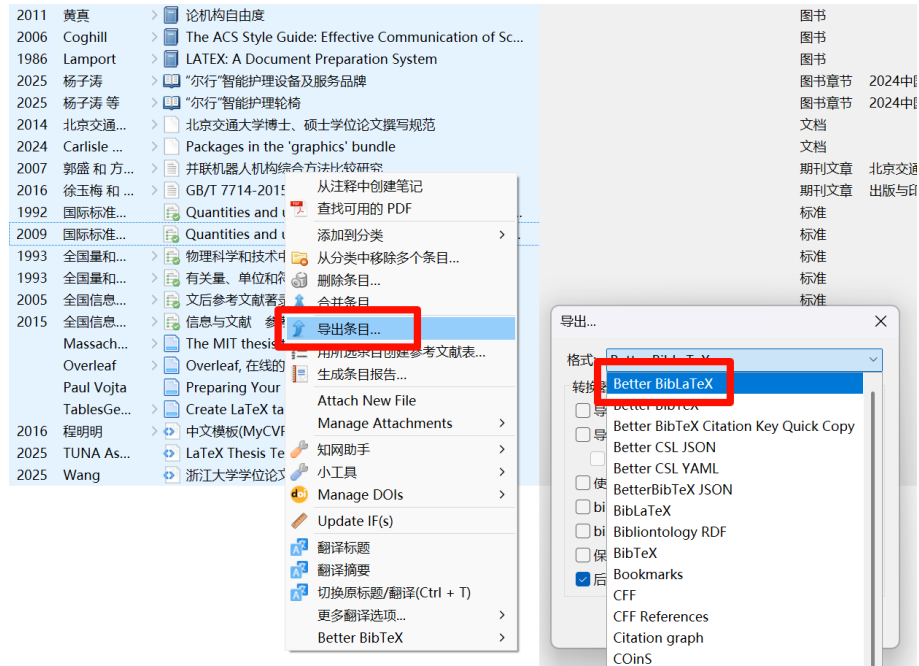 2011 黄真 论机构自由度 图书
2006 Coghill The ACS Style Guide: Effective Communication of Sc... 图书
1986 Lamport LATEX: A Document Preparation System 图书
2025 杨子涛 “尔行”智能护理设备及服务品牌 图书章节 2024中国
2025 杨子涛 等 “尔行”智能护理轮椅 图书章节 2024中国
2014 北京交通... 北京交通大学博士、硕士学位论文撰写规范 文档
2024 Carlisle ... Packages in the 'graphics' bundle 文档
2007 郭盛 和 方... 并联机器人机构综合方法比较研究 期刊文章 北京交通
2016 徐玉梅 和 ... GB/T 7714-2015 期刊文章 出版与印
1992 国际标准... Quantities and 标准
2009 国际标准... Quantities and 标准
1993 全国量和... 物理科学和技术中 标准
1993 全国量和... 有关量、单位和符 标准
2005 全国信息... 文后参考文献著录 标准
2015 全国信息... 信息与文献 参
Massach... The MIT thesis
Overleaf Overleaf, 在线的
Paul Vojta Preparing Your
TablesGe... Create LaTeX ta
2016 程明明 中文模板(MyCVP
2025 TUNA As... LaTeX Thesis Te
2025 Wang 浙江大学学位论文
从注释中创建笔记
查找可用的 PDF
添加到分类
从分类中移除多个条目...
删除条目...
合并条目
导出条目...
用所选条目创建参考文献表...
生成条目报告...
Attach New File
Manage Attachments
知网助手
小工具
Manage DOIs
Update IF(s)
翻译标题
翻译摘要
切换原标题/翻译(Ctrl + T)
更多翻译选项...
Better BibTeX
导出...
格式: Better BibLaTeX
转换
导
导
使
bi
bi
保
后
Better BibLaTeX
Better BibTeX
Better BibTeX Citation Key Quick Copy
Better CSL JSON
Better CSL YAML
BetterBibTeX JSON
BibLaTeX
Bibliontology RDF
BibTeX
Bookmarks
CFF
CFF References
Citation graph
COinS